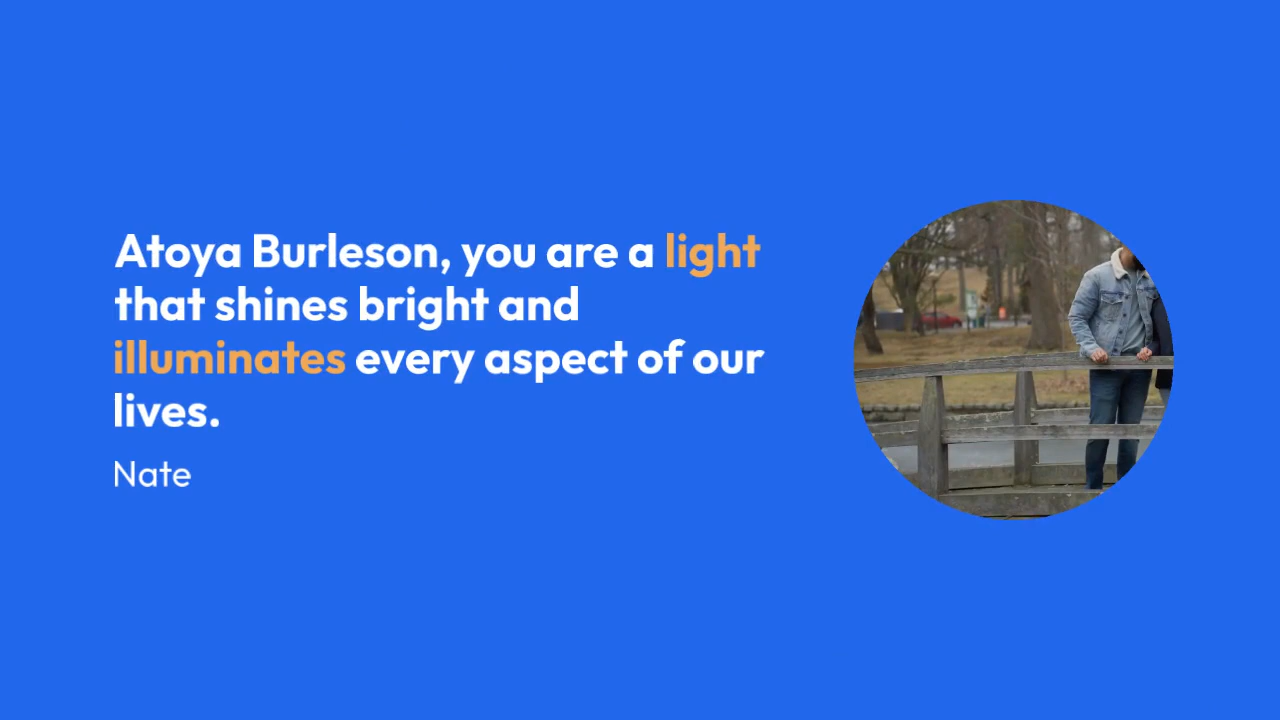 Atoya Burleson, you are a light
that shines bright and
illuminates every aspect of our
lives.
Nate